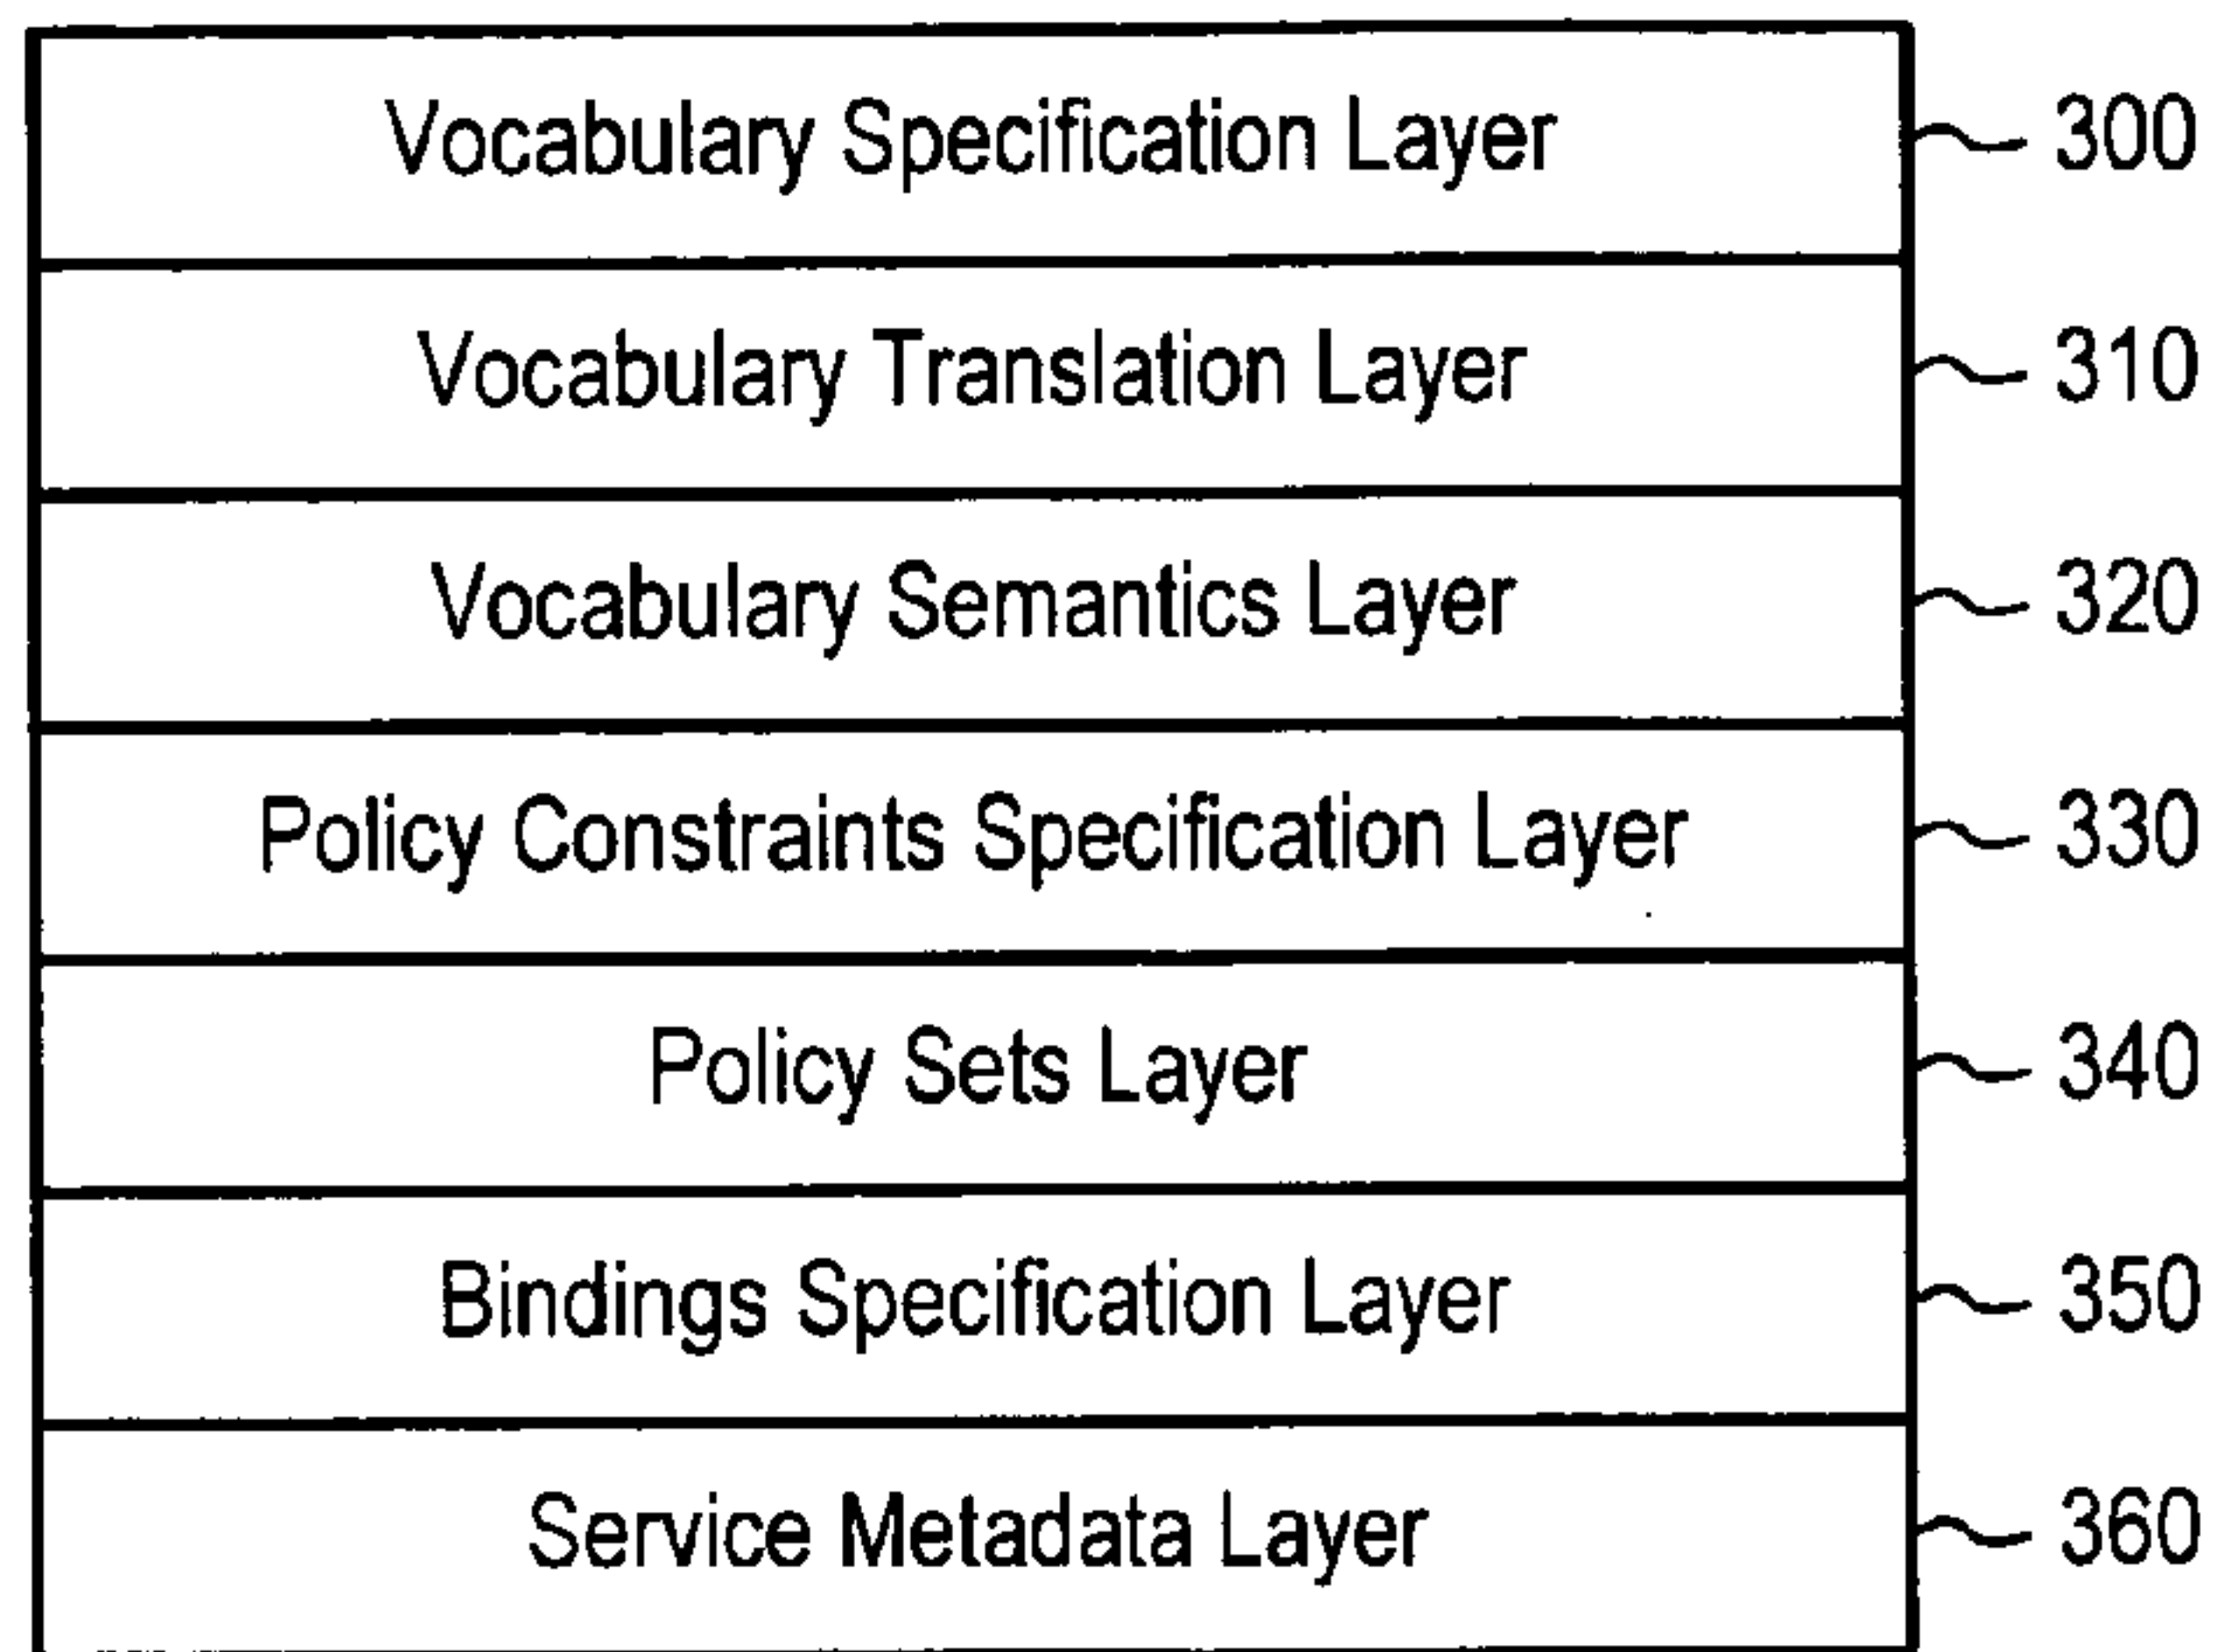 Vocabulary Specification Layer 300
Vocabulary Translation Layer 310
Vocabulary Semantics Layer 320
Policy Constraints Specification Layer 330
Policy Sets Layer 340
Bindings Specification Layer 350
Service Metadata Layer 360